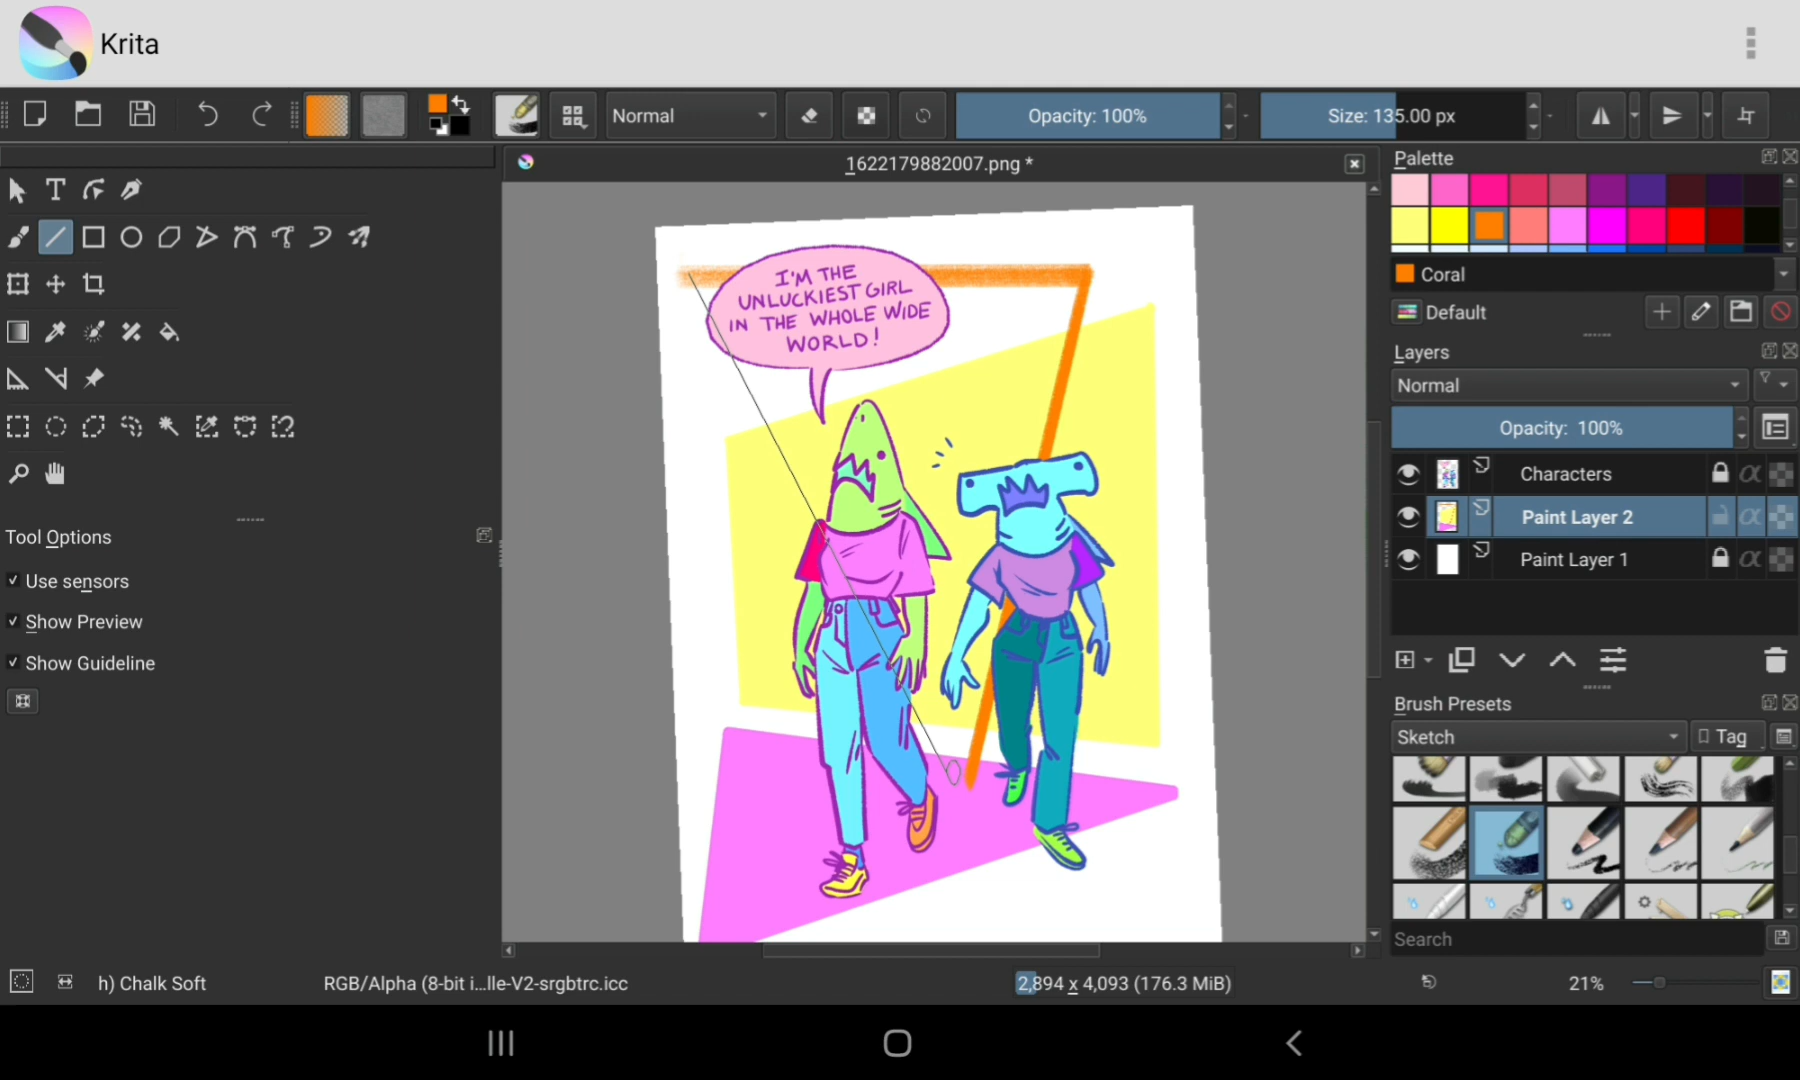 Krita
Normal
Opacity: 100%
Size: 135.00 px
1622179882007.png *
Palette
Coral
Default
Layers
Normal
Opacity: 100%
Characters
Paint Layer 2
Paint Layer 1
Brush Presets
Sketch
Tag
Search
Tool Options
Use sensors
Show Preview
Show Guideline
I'M THE
UNLUCKIEST GIRL
IN THE WHOLE WIDE
WORLD!
h) Chalk Soft
RGB/Alpha (8-bit i...lle-V2-srgbtrc.icc
2,894 x 4,093 (176.3 MiB)
21%